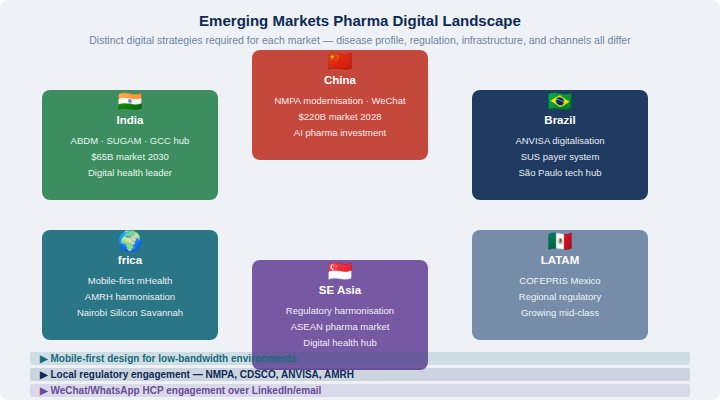 Emerging Markets Pharma Digital Landscape
Distinct digital strategies required for each market — disease profile, regulation, infrastructure, and channels all differ
China
NMPA modernisation · WeChat
$220B market 2028
AI pharma investment
India
ABDM · SUGAM · GCC hub
$65B market 2030
Digital health leader
Brazil
ANVISA digitalisation
SUS payer system
São Paulo tech hub
frica
Mobile-first mHealth
AMRH harmonisation
Nairobi Silicon Savannah
SE Asia
Regulatory harmonisation
ASEAN pharma market
Digital health hub
LATAM
COFEPRIS Mexico
Regional regulatory
Growing mid-class
▶ Mobile-first design for low-bandwidth environments
▶ Local regulatory engagement — NMPA, CDSCO, ANVISA, AMRH
▶ WeChat/WhatsApp HCP engagement over LinkedIn/email